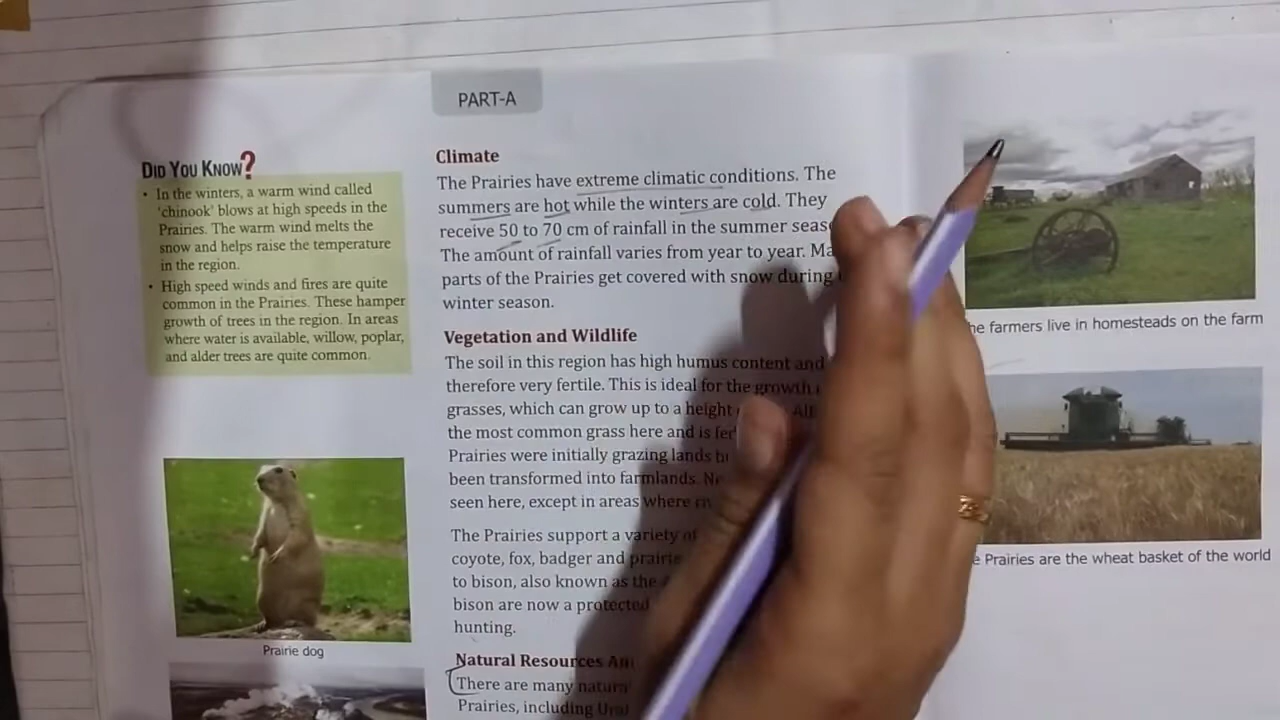 PART-A
DID YOU KNOW?
• In the winters, a warm wind called
'chinook' blows at high speeds in the
Prairies. The warm wind melts the
snow and helps raise the temperature
in the region.
• High speed winds and fires are quite
common in the Prairies. These hamper
growth of trees in the region. In areas
where water is available, willow, poplar,
and alder trees are quite common.
Prairie dog
Climate
The Prairies have extreme climatic conditions. The
summers are hot while the winters are cold. They
receive 50 to 70 cm of rainfall in the summer
The amount of rainfall varies from year to year.
parts of the Prairies get covered with snow during
winter season.
Vegetation and Wildlife
The soil in this region has high humus content and
therefore very fertile. This is ideal for the growth
grasses, which can grow up to a height
the most common grass here and is
Prairies were initially grazing lands
been transformed into farmlands.
seen here, except in areas where
The Prairies support a variety of
coyote, fox, badger and prairie
to bison, also known as the
bison are now a protected
hunting.
Natural Resources
There are many natural
Prairies, including
farmers live in homesteads on the farm
Prairies are the wheat basket of the world